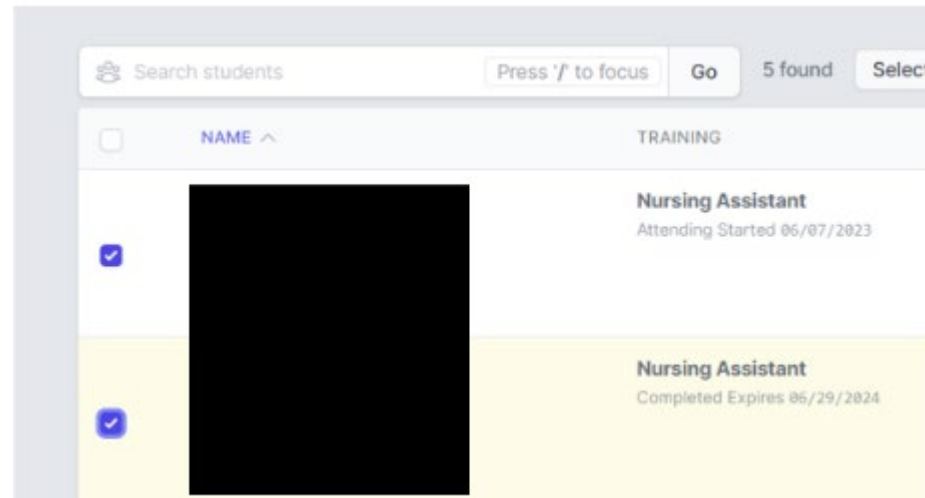 Search students Press '/' to focus Go 5 found Select
NAME TRAINING
Nursing Assistant
Attending Started 06/07/2023
Nursing Assistant
Completed Expires 06/29/2024